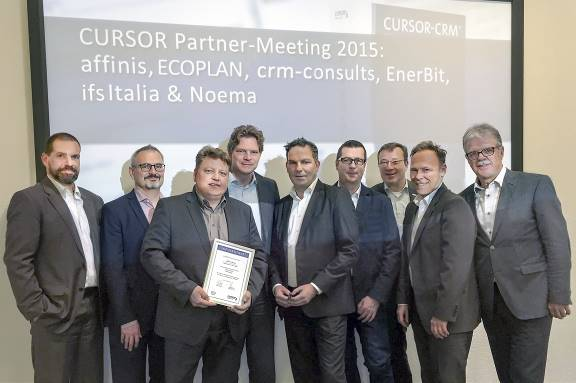 CURSOR-CRM®
CURSOR Partner-Meeting 2015:
affinis, ECOPLAN, crm-consults, EnerBit,
ifsItalia & Noema